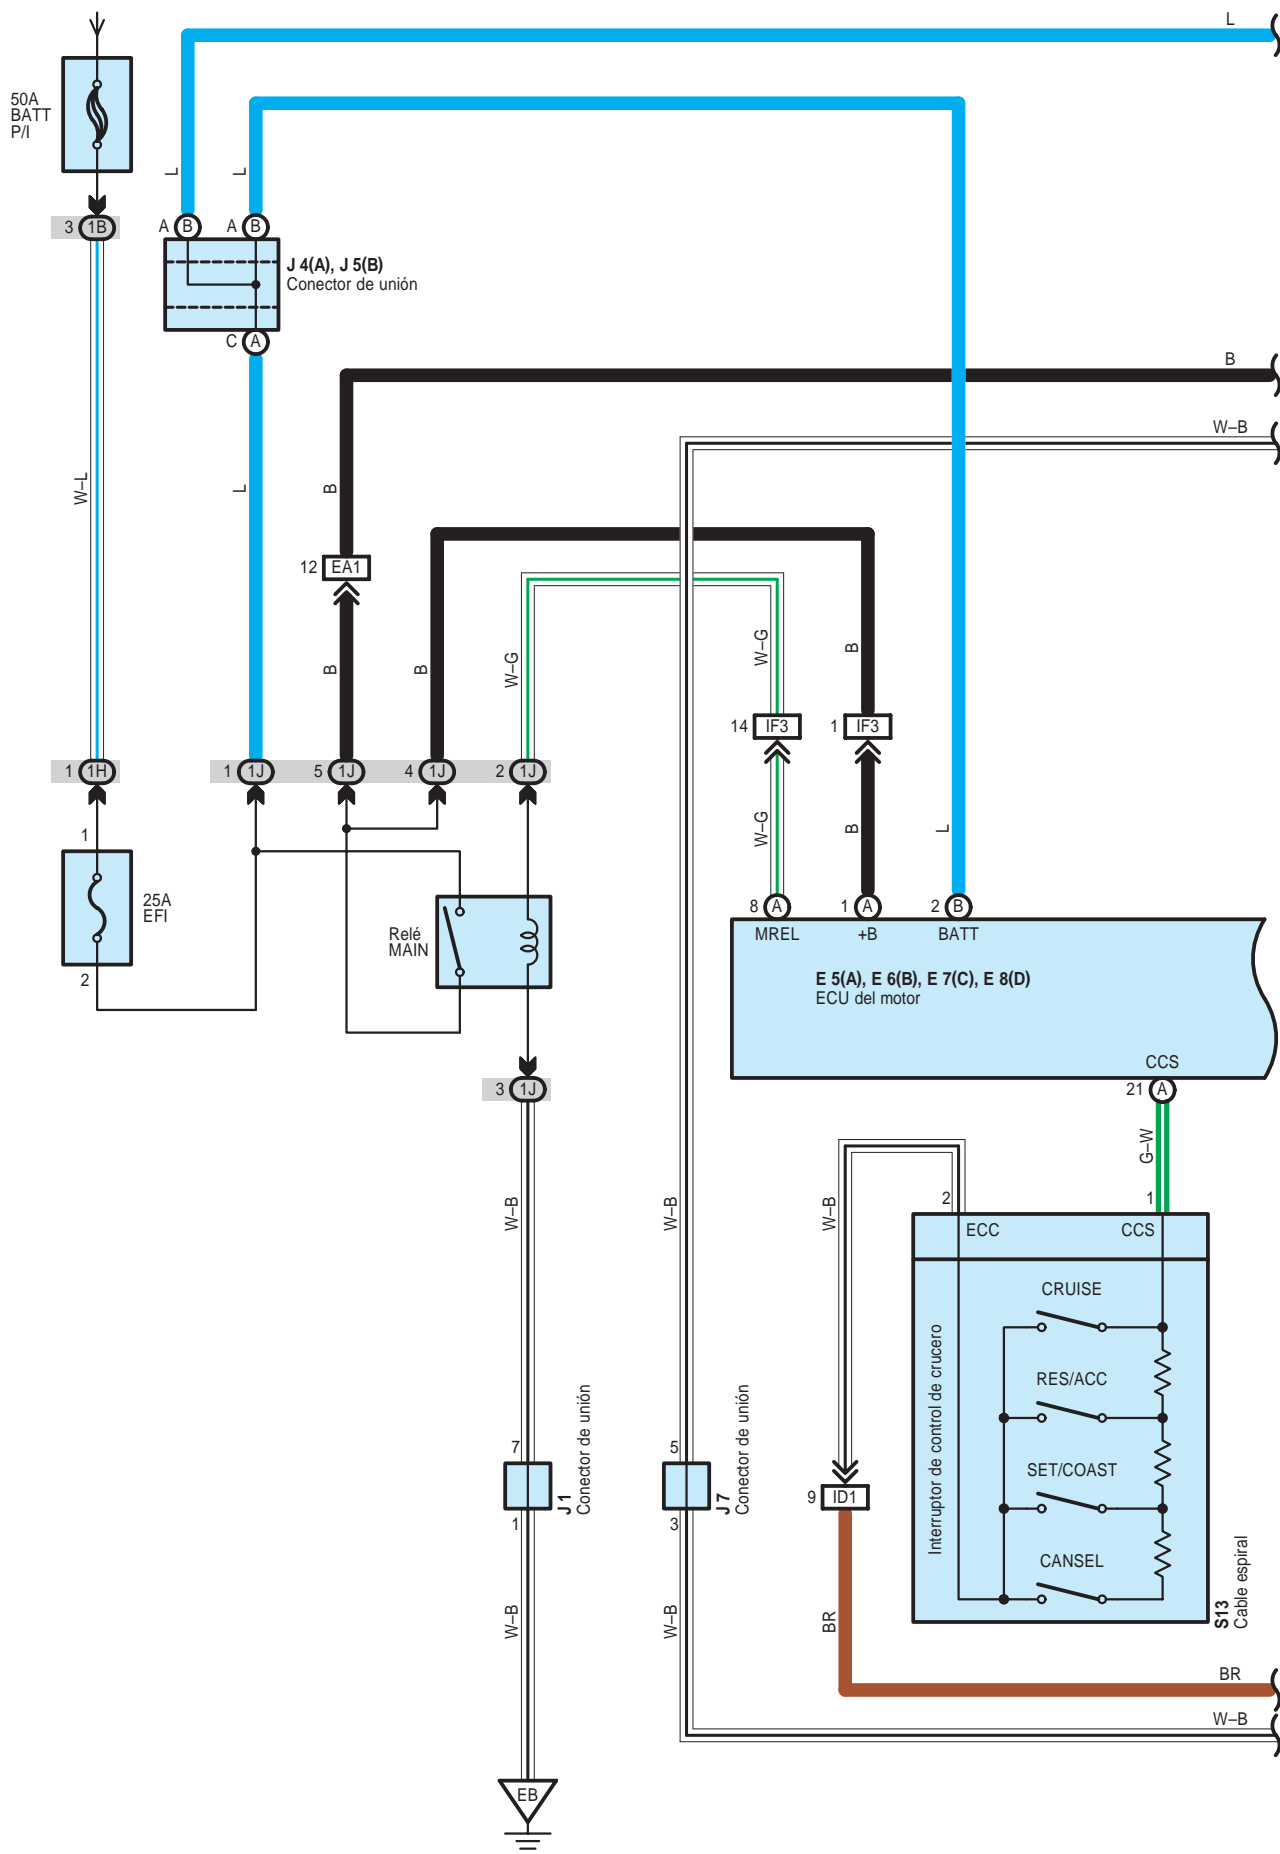 L
50A
BATT
P/I
L
L
3 1B
A B
A B
J 4(A), J 5(B)
Conector de unión
C A
B
W–B
W–L
L
B
12 EA1
B
B
W–G
W–G
B
14 IF3
1 IF3
1 1H
1 1J
5 1J
4 1J
2 1J
W–G
B
L
1
25A
EFI
2
Relé
MAIN
8 A
1 A
2 B
MREL
+B
BATT
E 5(A), E 6(B), E 7(C), E 8(D)
ECU del motor
CCS
21 A
3 1J
G–W
W–B
W–B
W–B
2
1
ECC
CCS
CRUISE
RES/ACC
SET/COAST
CANSEL
Interruptor de control de crucero
7
J 1
Conector de unión
1
5
J 7
Conector de unión
3
9 ID1
S13
Cable espiral
W–B
W–B
BR
BR
W–B
EB